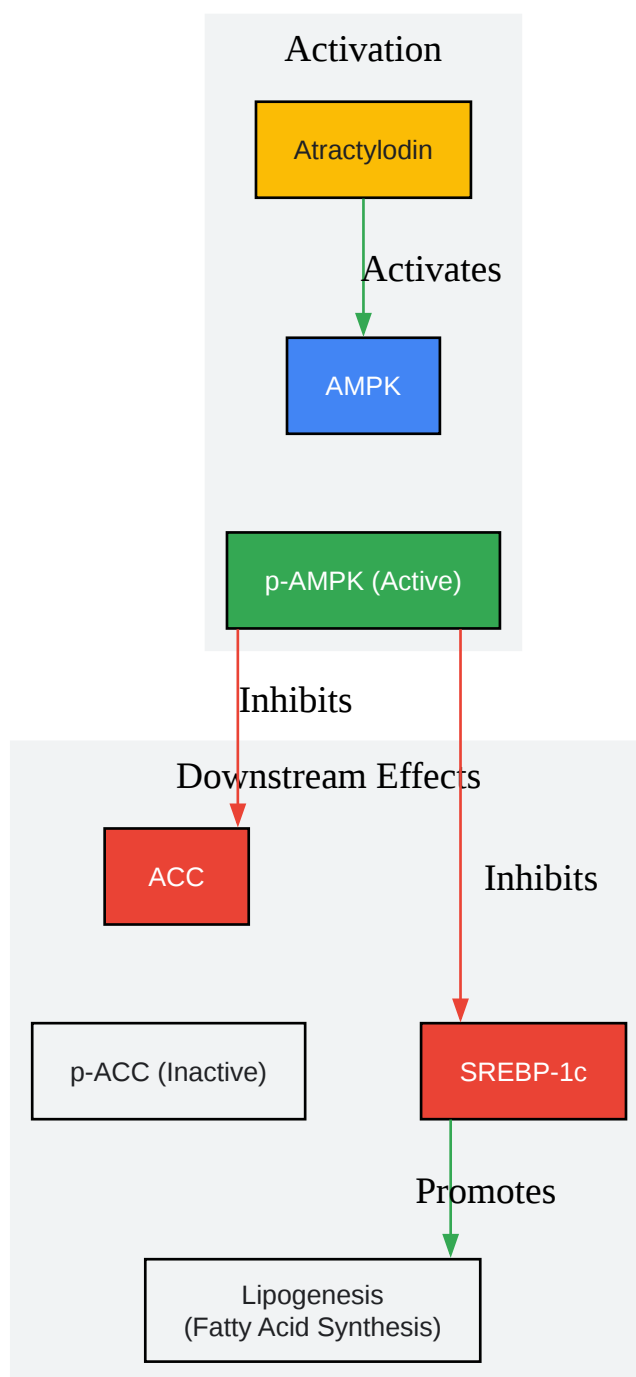 Activation
Atractylodin
Activates
AMPK
p-AMPK (Active)
Inhibits
Downstream Effects
ACC
Inhibits
p-ACC (Inactive)
SREBP-1c
Promotes
Lipogenesis
(Fatty Acid Synthesis)